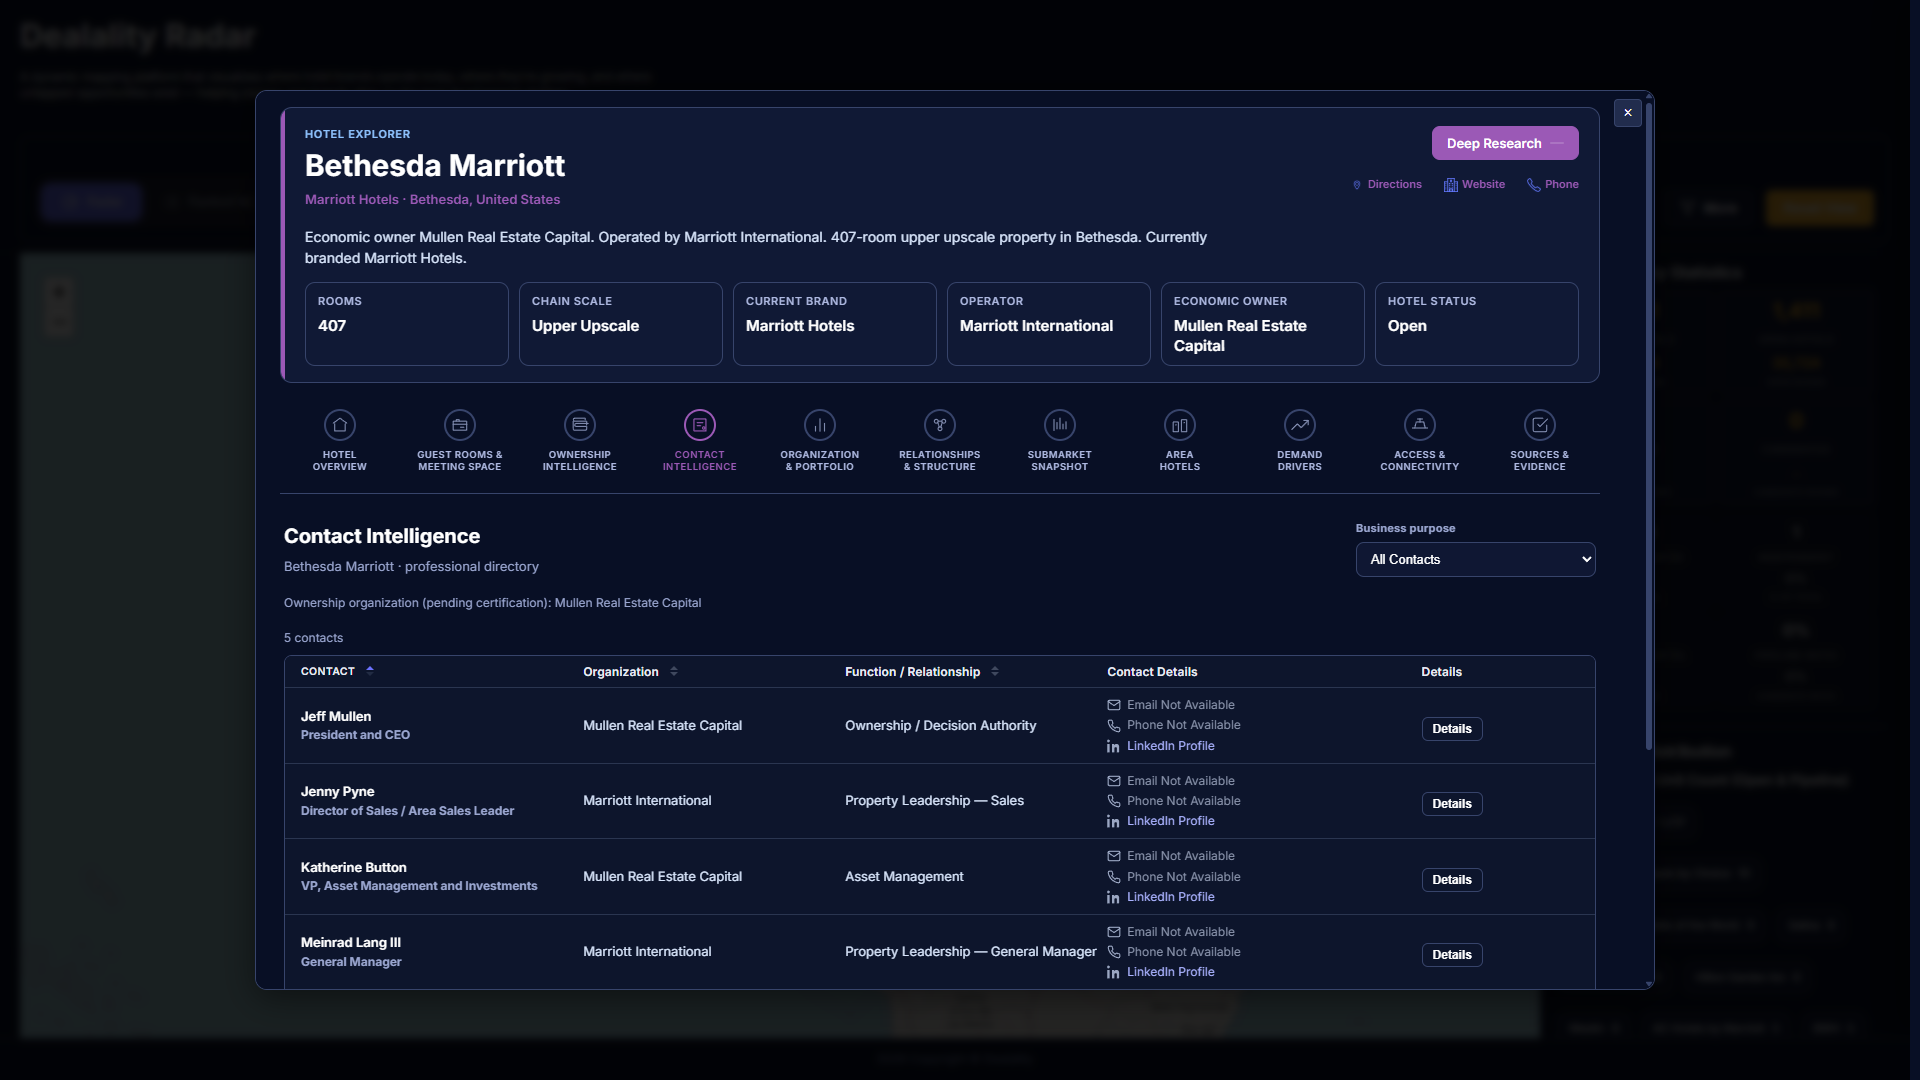 Deaiality Radar
HOTEL EXPLORER
Bethesda Marriott
Marriott Hotels · Bethesda, United States
Deep Research —
Directions
Website
Phone
Economic owner Mullen Real Estate Capital. Operated by Marriott International. 407-room upper upscale property in Bethesda. Currently
branded Marriott Hotels.
ROOMS
407
CHAIN SCALE
Upper Upscale
CURRENT BRAND
Marriott Hotels
OPERATOR
Marriott International
ECONOMIC OWNER
Mullen Real Estate
Capital
HOTEL STATUS
Open
HOTEL
OVERVIEW
GUEST ROOMS &
MEETING SPACE
OWNERSHIP
INTELLIGENCE
CONTACT
INTELLIGENCE
ORGANIZATION
& PORTFOLIO
RELATIONSHIPS
& STRUCTURE
SUBMARKET
SNAPSHOT
AREA
HOTELS
DEMAND
DRIVERS
ACCESS &
CONNECTIVITY
SOURCES &
EVIDENCE
Contact Intelligence
Bethesda Marriott · professional directory
Business purpose
All Contacts
Ownership organization (pending certification): Mullen Real Estate Capital
5 contacts
CONTACT Organization Function / Relationship Contact Details Details
Jeff Mullen
President and CEO
Mullen Real Estate Capital
Ownership / Decision Authority
Email Not Available
Phone Not Available
LinkedIn Profile
Details
Jenny Pyne
Director of Sales / Area Sales Leader
Marriott International
Property Leadership — Sales
Email Not Available
Phone Not Available
LinkedIn Profile
Details
Katherine Button
VP, Asset Management and Investments
Mullen Real Estate Capital
Asset Management
Email Not Available
Phone Not Available
LinkedIn Profile
Details
Meinrad Lang III
General Manager
Marriott International
Property Leadership — General Manager
Email Not Available
Phone Not Available
LinkedIn Profile
Details